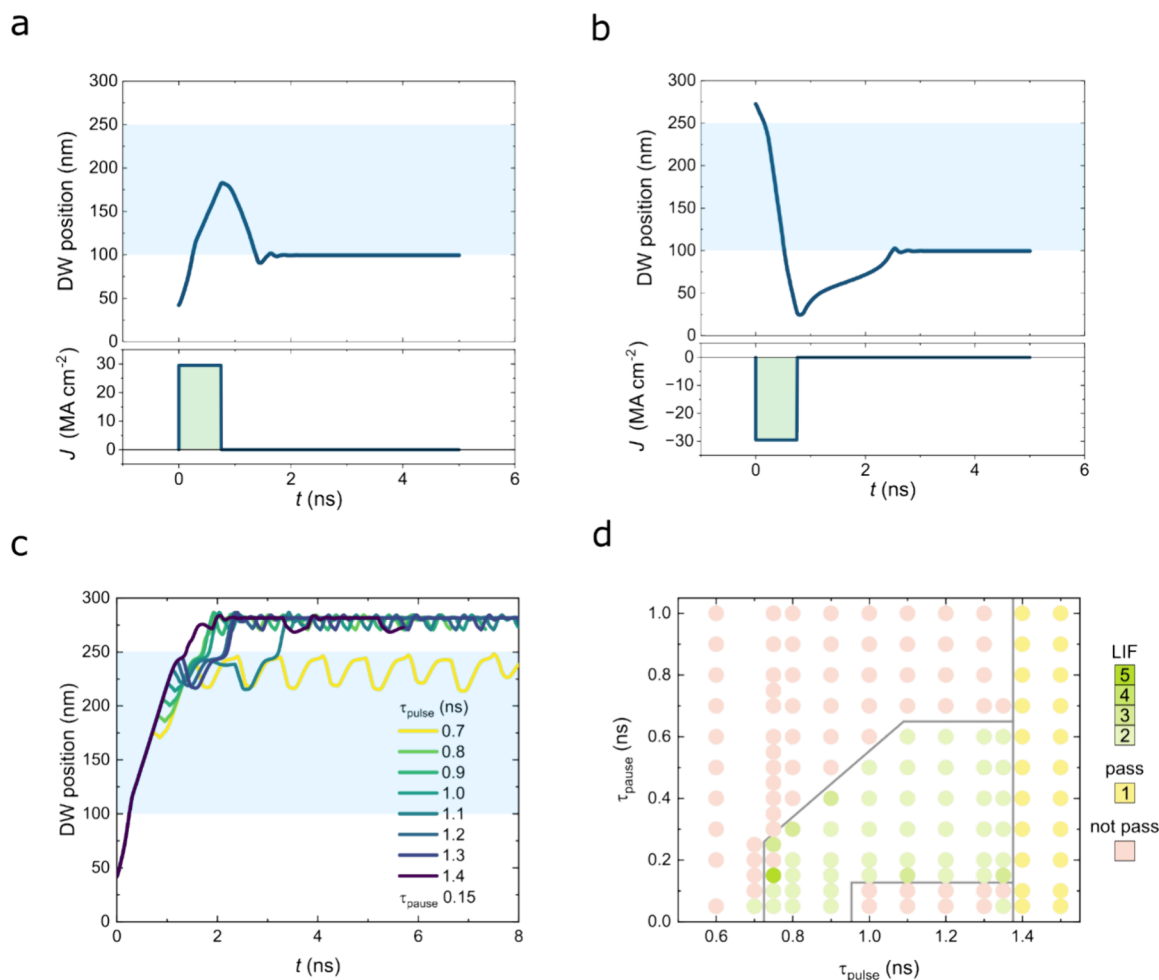 a
300
250
200
150
100
50
0
DW position (nm)
30
20
10
0
J (MA cm⁻²)
0 2 4 6
t (ns)
b
300
250
200
150
100
50
0
DW position (nm)
0
−10
−20
−30
J (MA cm⁻²)
0 2 4 6
t (ns)
c
300
250
200
150
100
50
0
DW position (nm)
τpulse (ns)
0.7
0.8
0.9
1.0
1.1
1.2
1.3
1.4
τpause 0.15
0 2 4 6 8
t (ns)
d
1.0
0.8
0.6
0.4
0.2
0.0
τpause (ns)
0.6 0.8 1.0 1.2 1.4
τpulse (ns)
LIF
5
4
3
2
pass
1
not pass